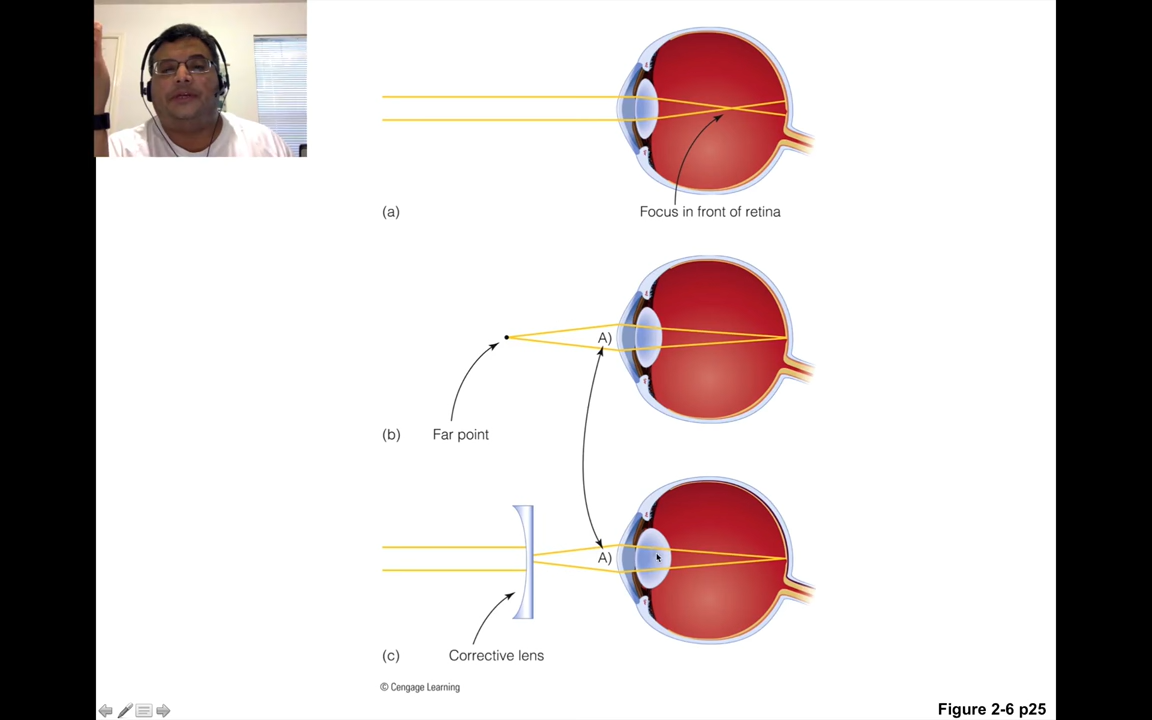 (a)
Focus in front of retina
A)
(b)
Far point
A)
(c)
Corrective lens
© Cengage Learning
Figure 2-6 p25